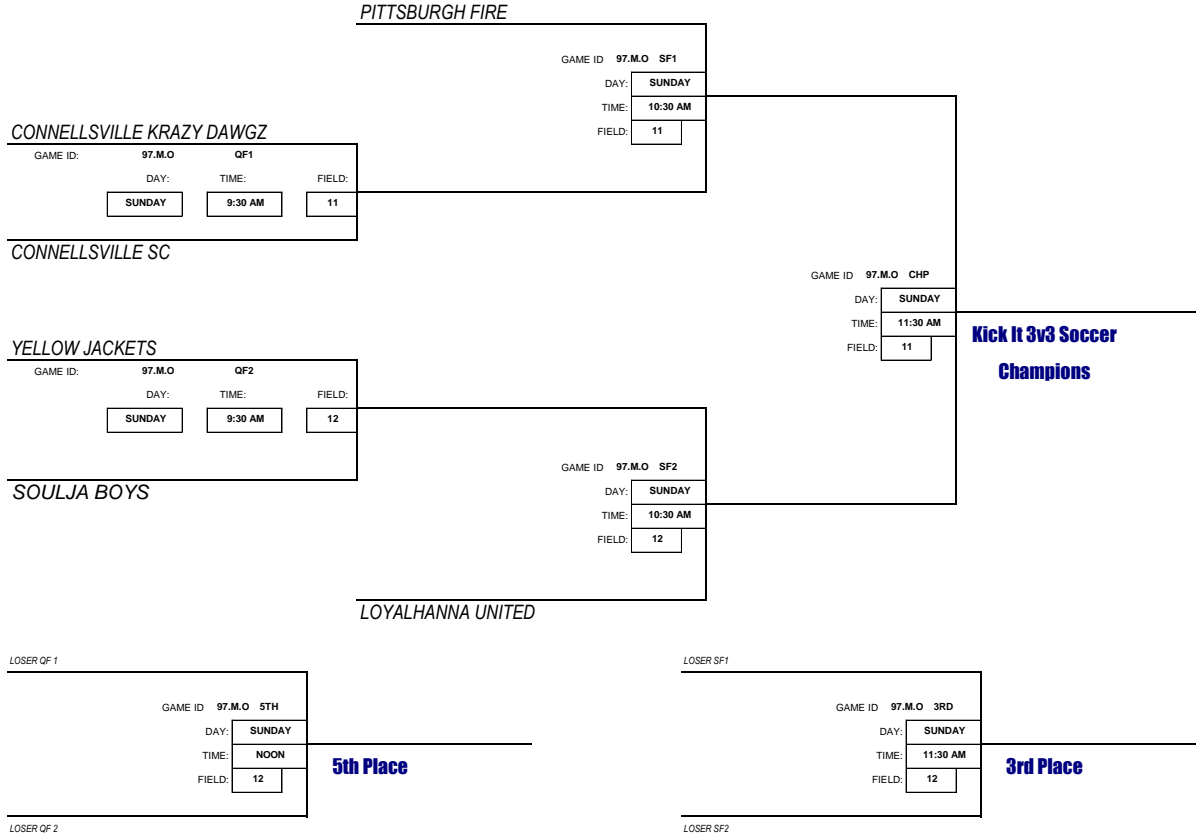 PITTSBURGH FIRE
GAME ID 97.M.O SF1
DAY: SUNDAY
TIME: 10:30 AM
FIELD: 11
CONNELLSVILLE KRAZY DAWGZ
GAME ID: 97.M.O QF1
DAY: TIME: FIELD:
SUNDAY 9:30 AM 11
CONNELLSVILLE SC
GAME ID 97.M.O CHP
DAY: SUNDAY
TIME: 11:30 AM
FIELD: 11
Kick It 3v3 Soccer
Champions
YELLOW JACKETS
GAME ID: 97.M.O QF2
DAY: TIME: FIELD:
SUNDAY 9:30 AM 12
SOULJA BOYS
GAME ID 97.M.O SF2
DAY: SUNDAY
TIME: 10:30 AM
FIELD: 12
LOYALHANNA UNITED
LOSER QF 1
GAME ID 97.M.O 5TH
DAY: SUNDAY
TIME: NOON
FIELD: 12
5th Place
LOSER QF 2
LOSER SF1
GAME ID 97.M.O 3RD
DAY: SUNDAY
TIME: 11:30 AM
FIELD: 12
3rd Place
LOSER SF2